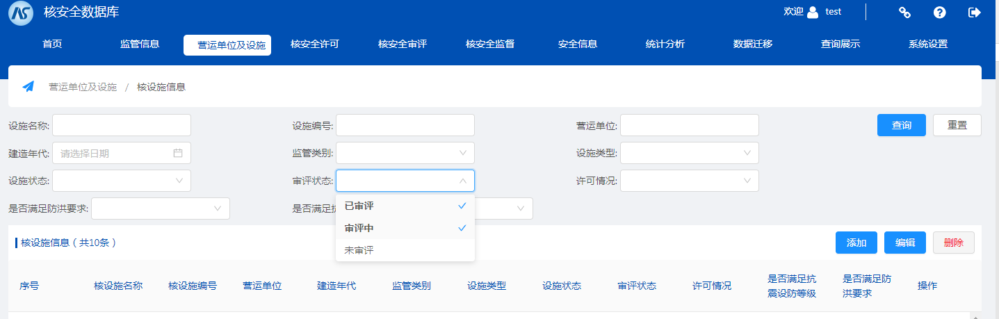 NS 核安全数据库 欢迎 test
首页 监管信息 营运单位及设施 核安全许可 核安全审评 核安全监督 安全信息 统计分析 数据迁移 查询展示 系统设置
营运单位及设施 / 核设施信息
设施名称: 设施编号: 营运单位: 查询 重置
建造年代: 请选择日期 监管类别: 设施类型:
设施状态: 审评状态: 许可情况:
是否满足防洪要求: 是否满足抗
已审评
审评中
未审评
核设施信息（共10条） 添加 编辑 删除
序号 核设施名称 核设施编号 营运单位 建造年代 监管类别 设施类型 设施状态 审评状态 许可情况 是否满足抗震设防等级 是否满足防洪要求 操作